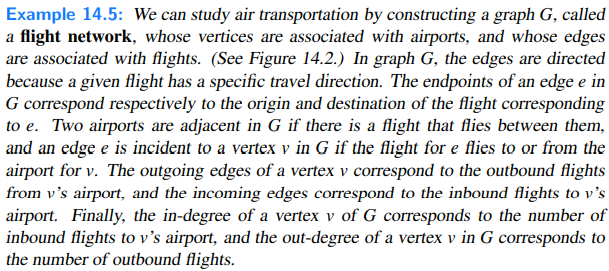 Example 14.5: We can study air transportation by constructing a graph G, called
a flight network, whose vertices are associated with airports, and whose edges
are associated with flights. (See Figure 14.2.) In graph G, the edges are directed
because a given flight has a specific travel direction. The endpoints of an edge e in
G correspond respectively to the origin and destination of the flight corresponding
to e. Two airports are adjacent in G if there is a flight that flies between them,
and an edge e is incident to a vertex v in G if the flight for e flies to or from the
airport for v. The outgoing edges of a vertex v correspond to the outbound flights
from v's airport, and the incoming edges correspond to the inbound flights to v's
airport. Finally, the in-degree of a vertex v of G corresponds to the number of
inbound flights to v's airport, and the out-degree of a vertex v in G corresponds to
the number of outbound flights.